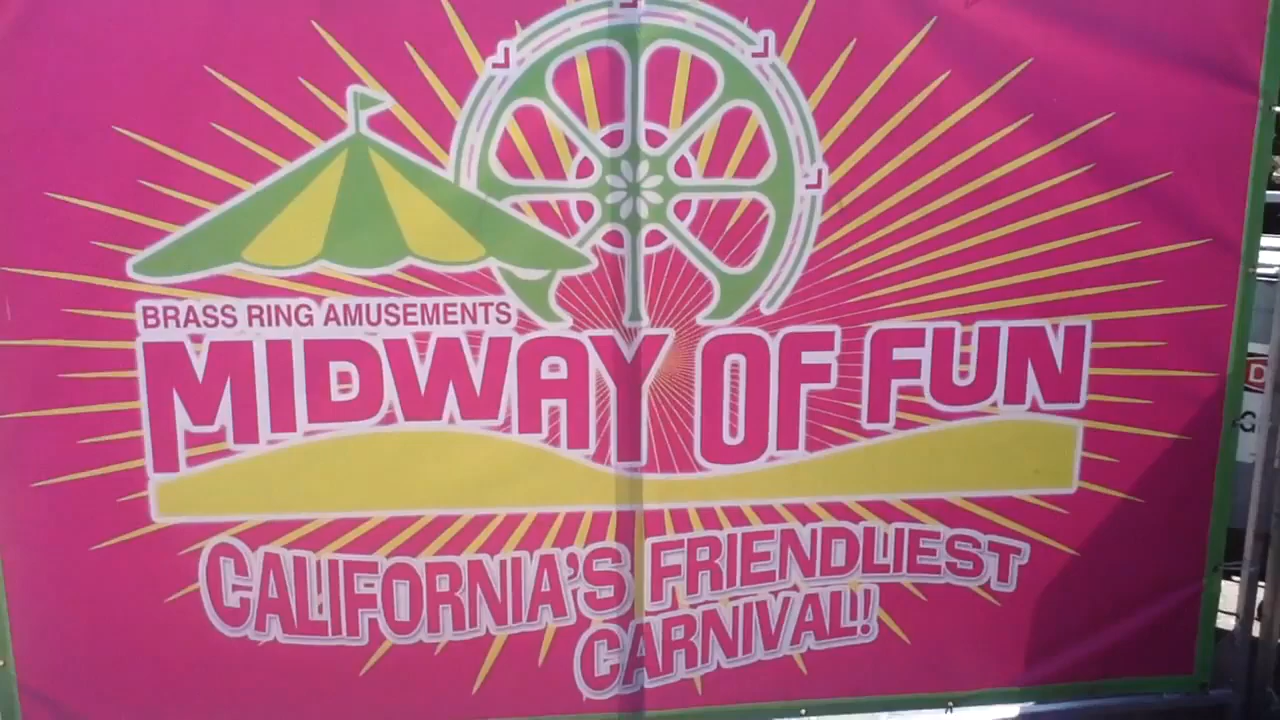 BRASS RING AMUSEMENTS
MIDWAY OF FUN
CALIFORNIA'S FRIENDLIEST
CARNIVAL!